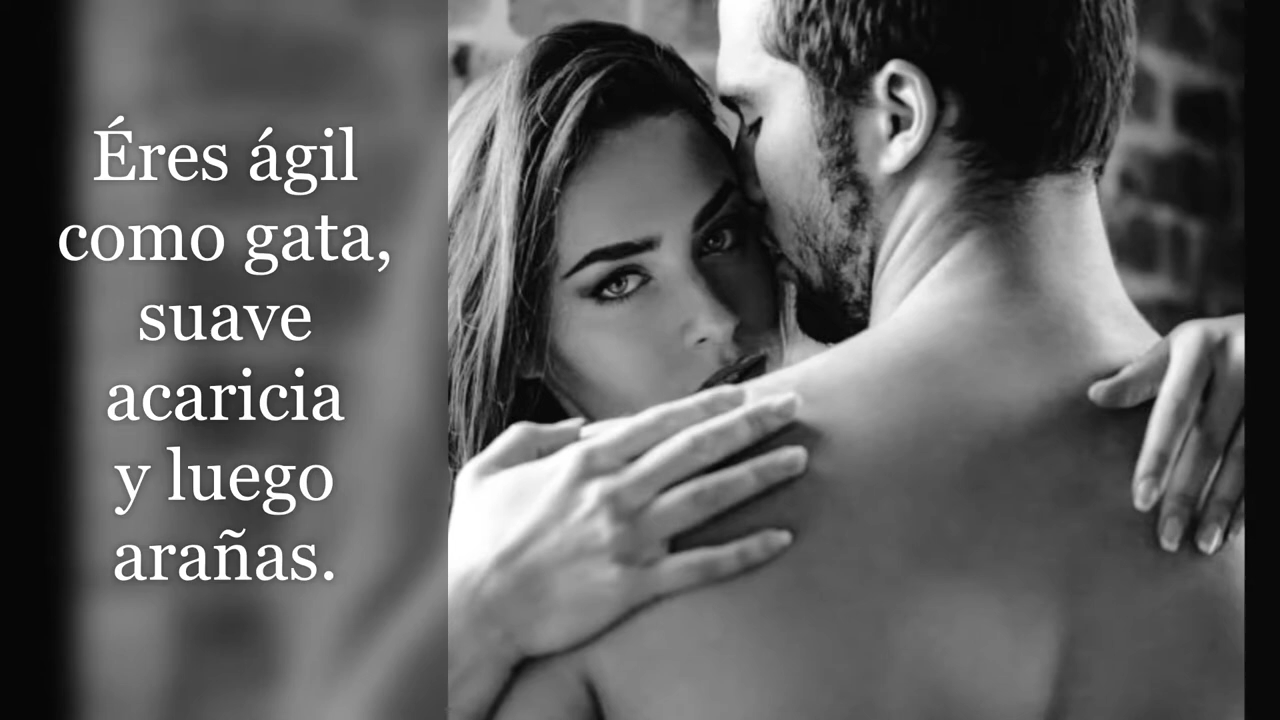 Éres ágil
como gata,
suave
acaricia
y luego
arañas.